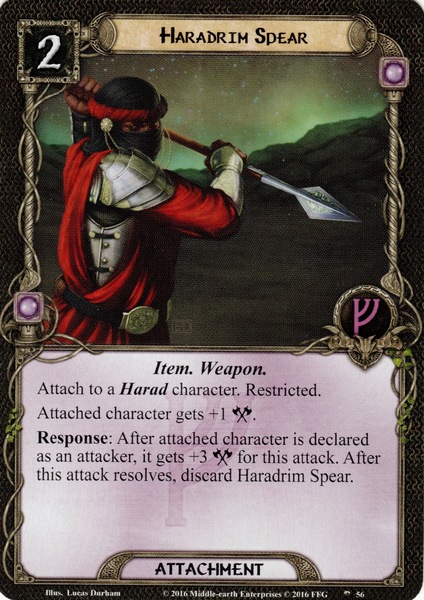 2
HARADRIM SPEAR
Item. Weapon.
Attach to a Harad character. Restricted.
Attached character gets +1 .
Response: After attached character is declared
as an attacker, it gets +3 for this attack. After
this attack resolves, discard Haradrim Spear.
ATTACHMENT
Illus. Lucas Durham
© 2016 Middle-earth Enterprises © 2016 FFG
56